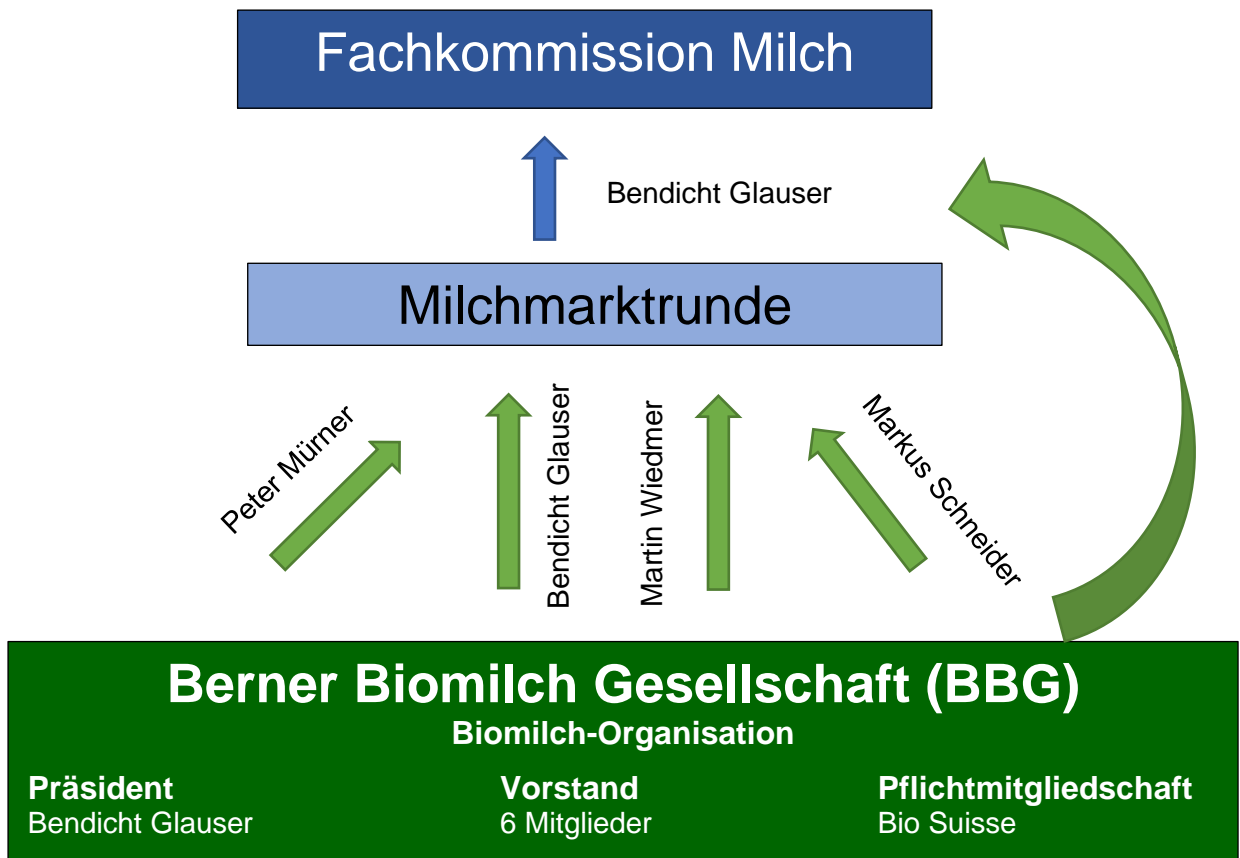 Fachkommission Milch
Bendicht Glauser
Milchmarktrunde
Peter Mürner
Bendicht Glauser
Martin Wiedmer
Markus Schneider
Berner Biomilch Gesellschaft (BBG)
Biomilch-Organisation
Präsident
Bendicht Glauser
Vorstand
6 Mitglieder
Pflichtmitgliedschaft
Bio Suisse